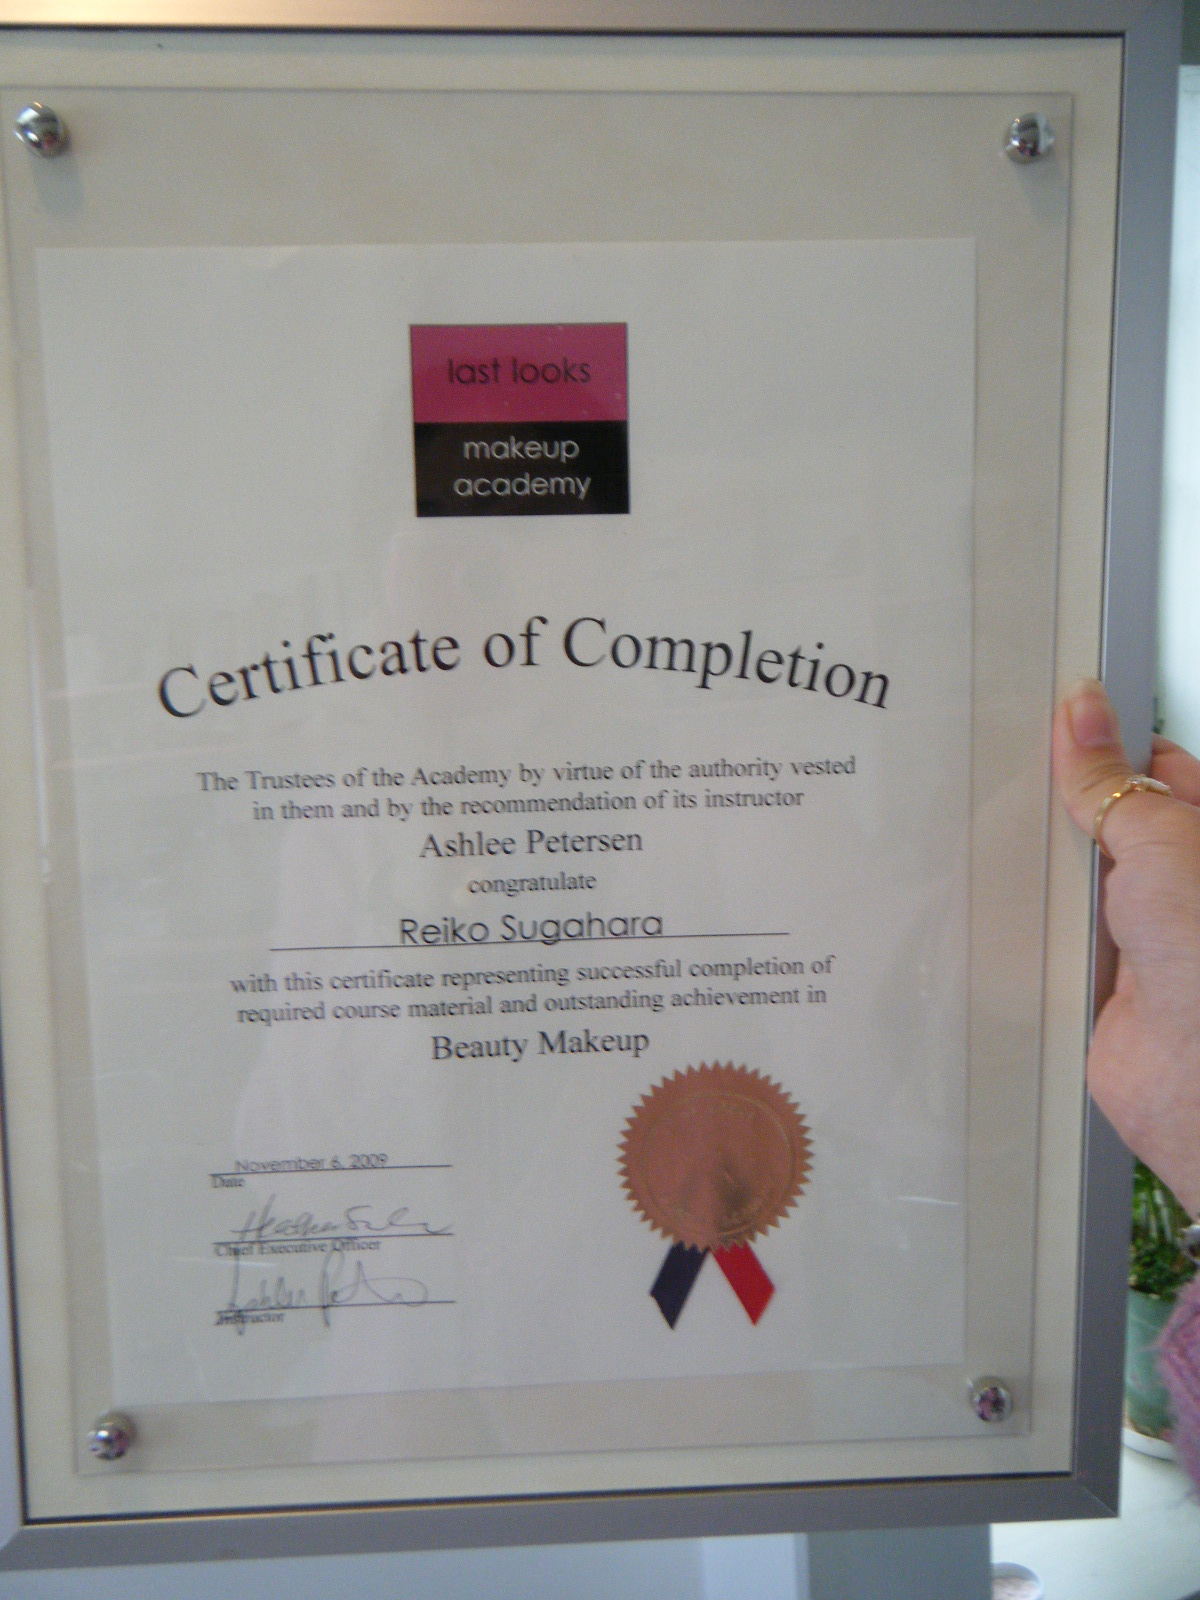 last looks
makeup
academy
Certificate of Completion
The Trustees of the Academy by virtue of the authority vested
in them and by the recommendation of its instructor
Ashlee Petersen
congratulate
Reiko Sugahara
with this certificate representing successful completion of
required course material and outstanding achievement in
Beauty Makeup
November 6, 2009
Date
Chief Executive Officer
Instructor